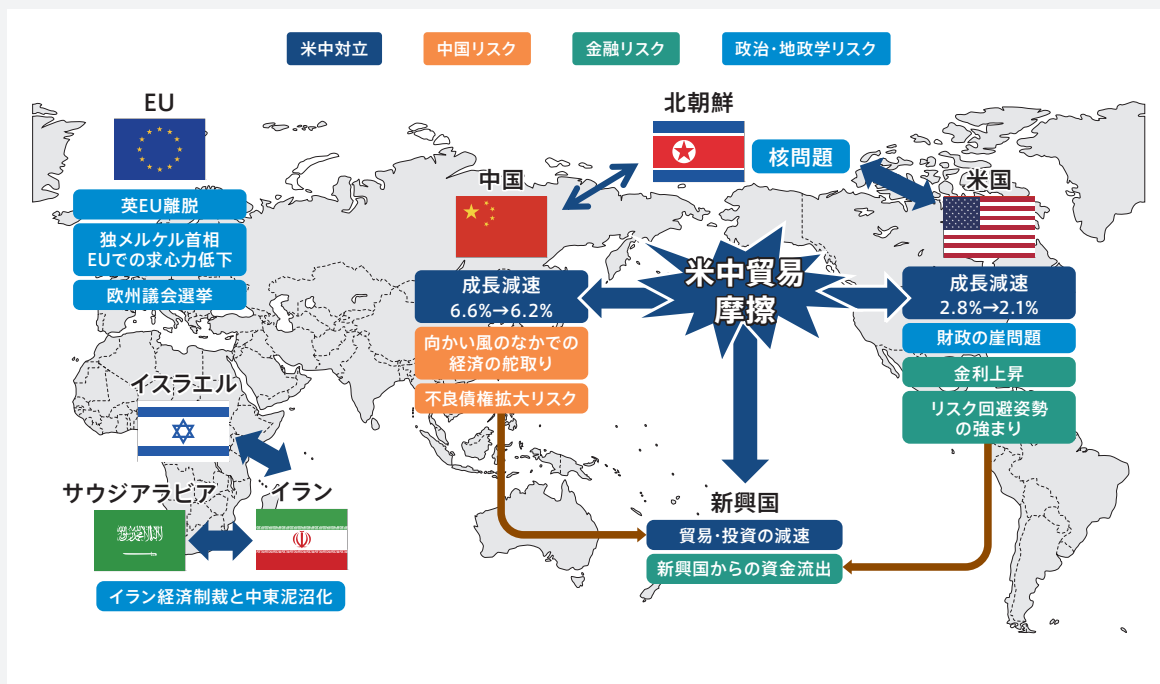 米中対立
中国リスク
金融リスク
政治・地政学リスク
EU
英EU離脱
独メルケル首相
EUでの求心力低下
欧州議会選挙
北朝鮮
核問題
中国
成長減速
6.6%→6.2%
向かい風のなかでの
経済の舵取り
不良債権拡大リスク
米中貿易
摩擦
米国
成長減速
2.8%→2.1%
財政の崖問題
金利上昇
リスク回避姿勢
の強まり
イスラエル
サウジアラビア
イラン
イラン経済制裁と中東泥沼化
新興国
貿易・投資の減速
新興国からの資金流出